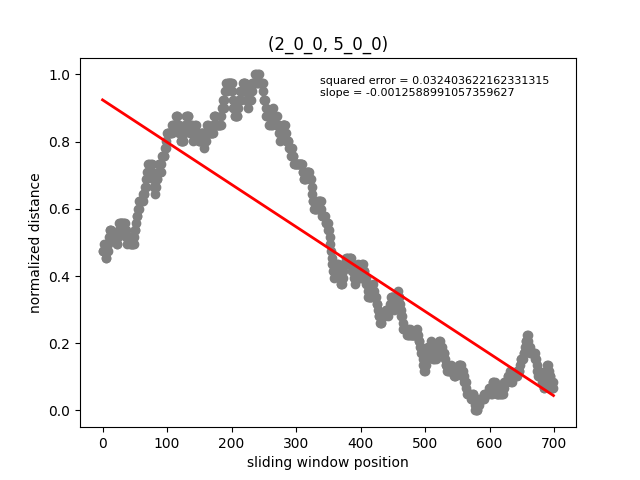 (2_0_0, 5_0_0)
squared error = 0.032403622162331315
slope = -0.0012588991057359627
normalized distance
1.0
0.8
0.6
0.4
0.2
0.0
0 100 200 300 400 500 600 700
sliding window position